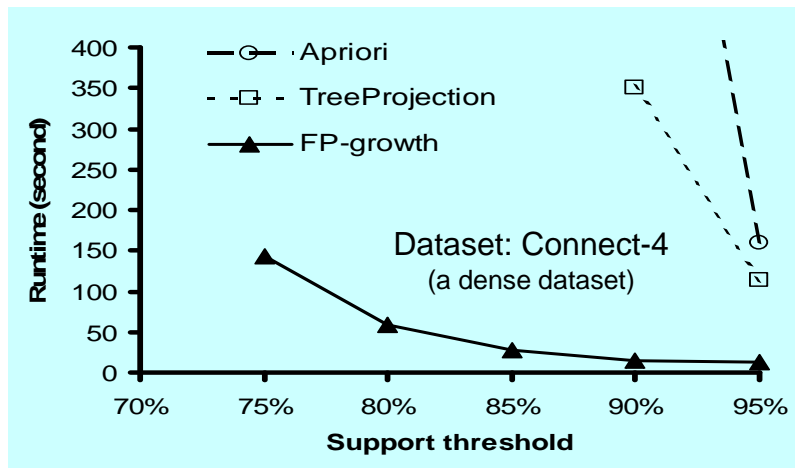 400
350
300
250
200
150
100
50
0
Runtime (second)
Apriori
TreeProjection
FP-growth
Dataset: Connect-4
(a dense dataset)
70% 75% 80% 85% 90% 95%
Support threshold